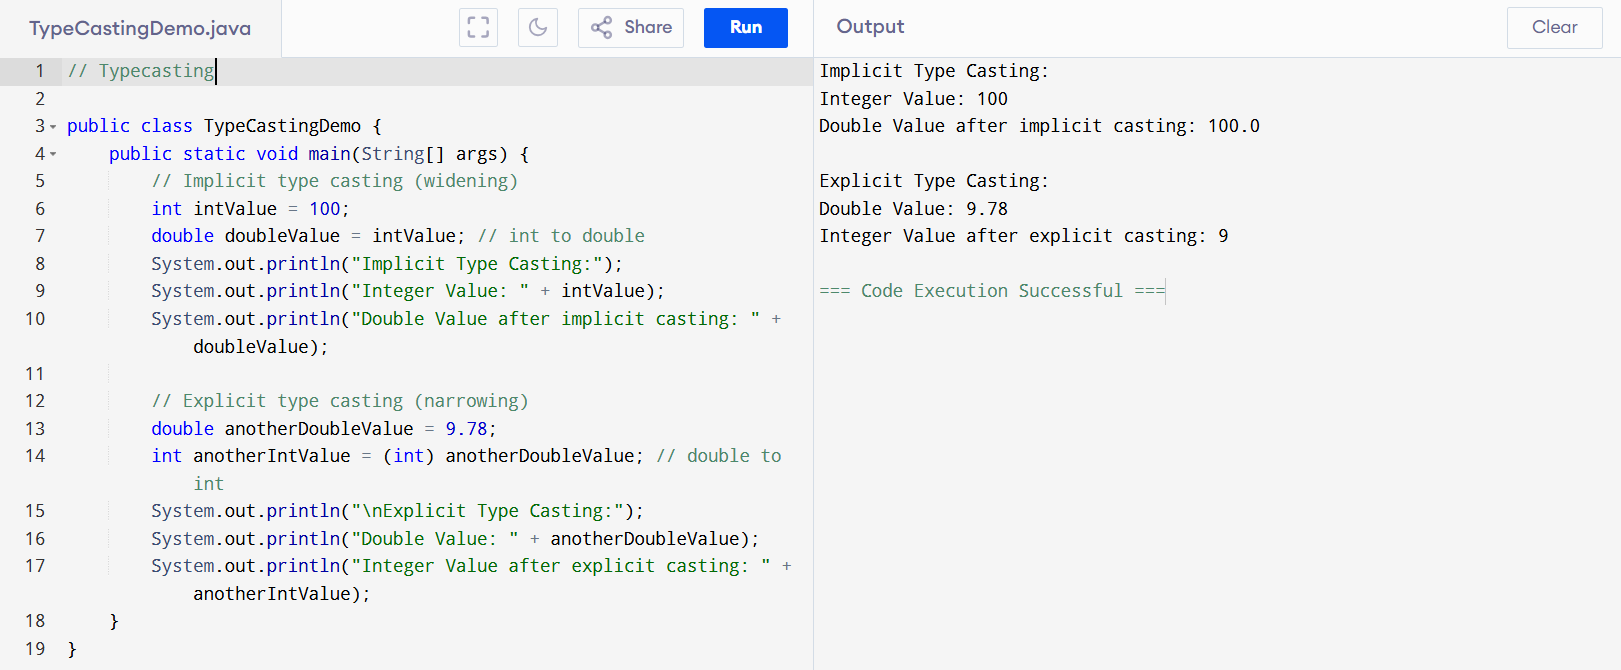 TypeCastingDemo.java
Share
Run
Output
Clear
1 // Typecasting
2
3 public class TypeCastingDemo {
4     public static void main(String[] args) {
5         // Implicit type casting (widening)
6         int intValue = 100;
7         double doubleValue = intValue; // int to double
8         System.out.println("Implicit Type Casting:");
9         System.out.println("Integer Value: " + intValue);
10         System.out.println("Double Value after implicit casting: " +
            doubleValue);
11
12         // Explicit type casting (narrowing)
13         double anotherDoubleValue = 9.78;
14         int anotherIntValue = (int) anotherDoubleValue; // double to
            int
15         System.out.println("\nExplicit Type Casting:");
16         System.out.println("Double Value: " + anotherDoubleValue);
17         System.out.println("Integer Value after explicit casting: " +
            anotherIntValue);
18     }
19 }
Implicit Type Casting:
Integer Value: 100
Double Value after implicit casting: 100.0

Explicit Type Casting:
Double Value: 9.78
Integer Value after explicit casting: 9

=== Code Execution Successful ===